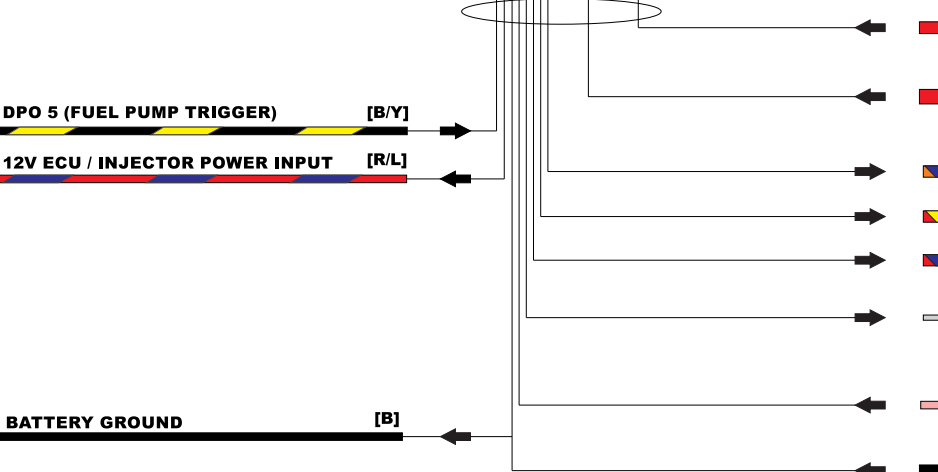 DPO 5 (FUEL PUMP TRIGGER) [B/Y]
12V ECU / INJECTOR POWER INPUT [R/L]
BATTERY GROUND [B]